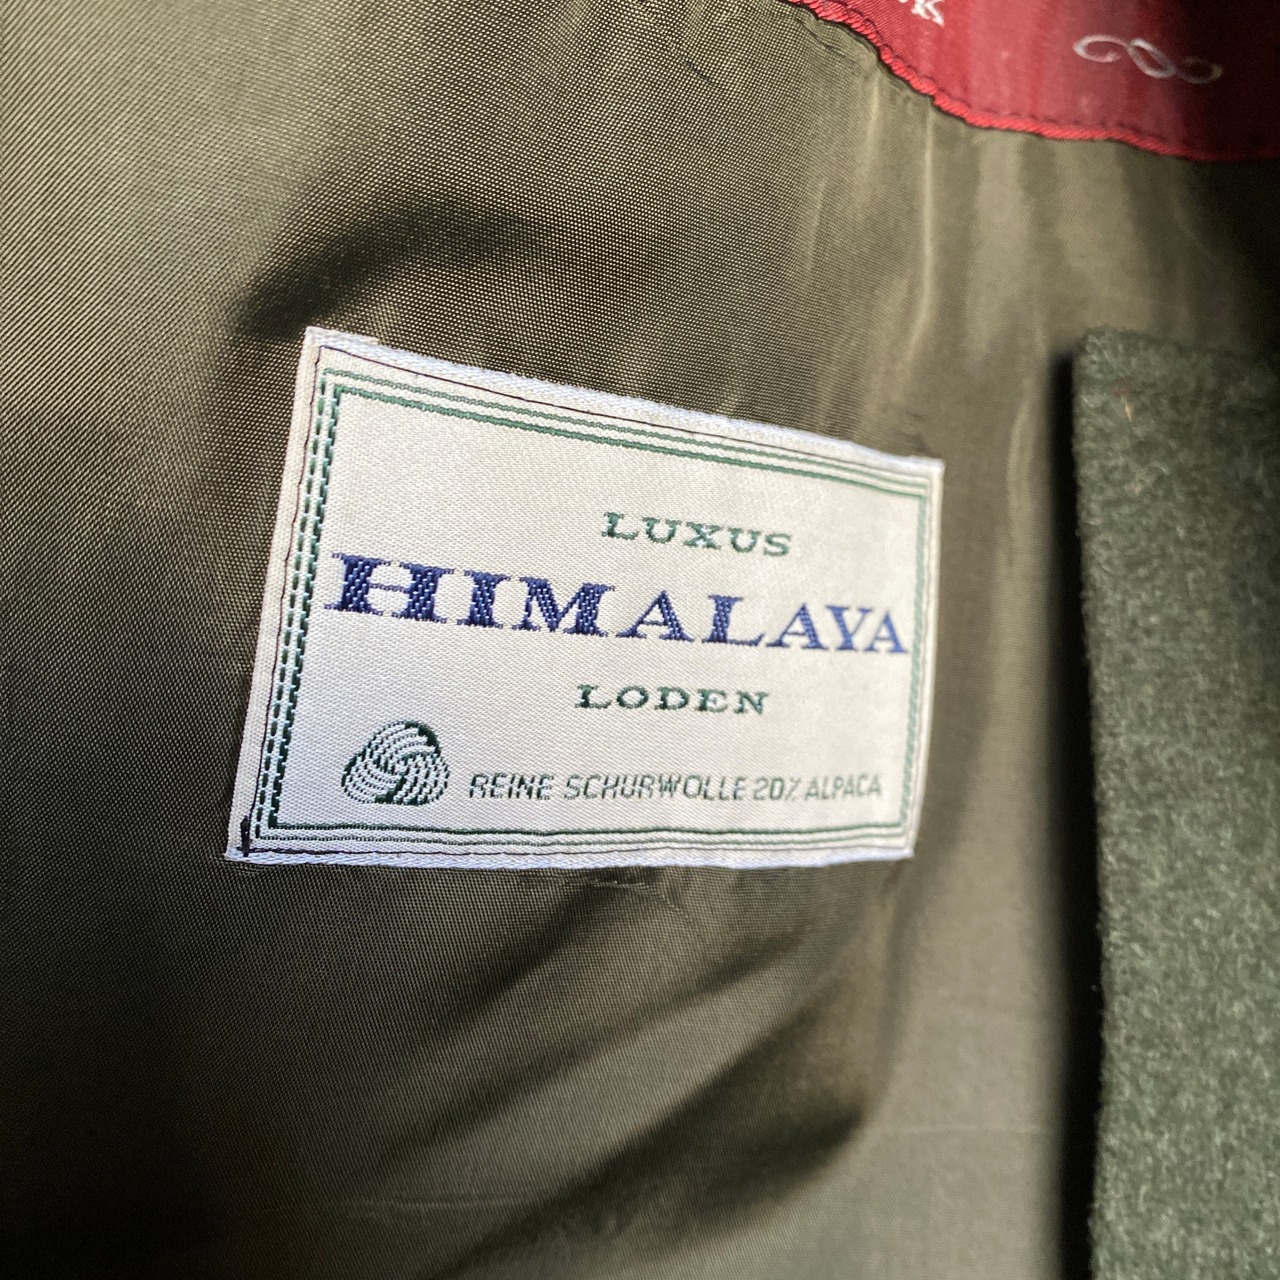 LUXUS
HIMALAYA
LODEN
REINE SCHURWOLLE 20% ALPACA